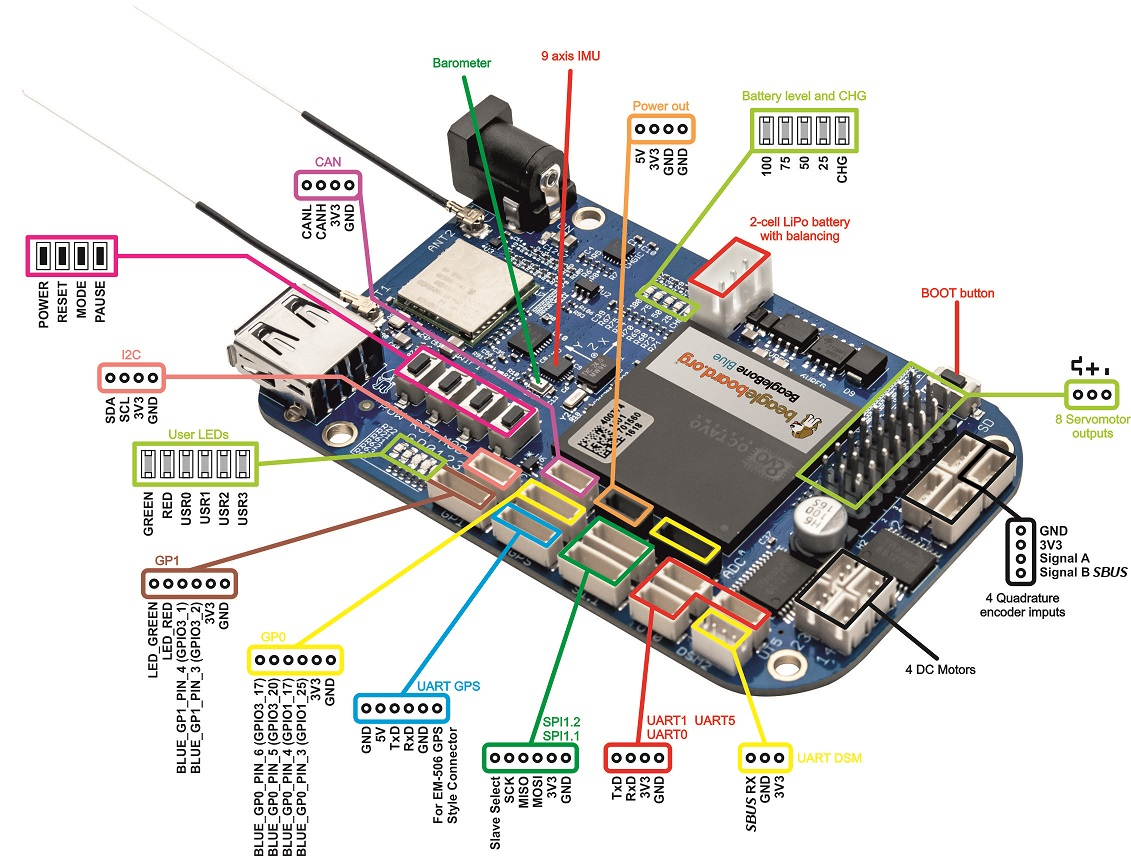 Barometer
9 axis IMU
Power out
5V
3V3
GND
GND
Battery level and CHG
100
75
50
25
CHG
CAN
CANL
CANH
3V3
GND
2-cell LiPo battery
with balancing
POWER
RESET
MODE
PAUSE
ANT2
BOOT button
I2C
SDA
SCL
3V3
GND
beagleboard.org
BeagleBone Blue
8 Servomotor
outputs
User LEDs
GREEN
RED
USR0
USR1
USR2
USR3
OCTAVO
GND
3V3
Signal A
Signal B SBUS
4 Quadrature
encoder imputs
GP1
LED_GREEN
LED_RED
BLUE_GP1_PIN_4 (GPIO3_1)
BLUE_GP1_PIN_3 (GPIO3_2)
3V3
GND
ADC
4 DC Motors
GP0
BLUE_GP0_PIN_6 (GPIO3_17)
BLUE_GP0_PIN_5 (GPIO3_20)
BLUE_GP0_PIN_4 (GPIO1_17)
BLUE_GP0_PIN_3 (GPIO1_25)
3V3
GND
GPS
DSM2
UART GPS
GND
5V
TxD
RxD
GND
For EM-506 GPS
Style Connector
SPI1.2
SPI1.1
Slave Select
SCK
MISO
MOSI
3V3
GND
UART1 UART5
UART0
TxD
RxD
3V3
GND
UART DSM
SBUS RX
GND
3V3